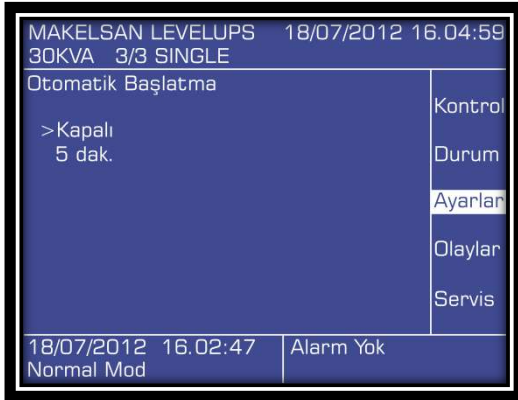 MAKELSAN LEVELUPS 18/07/2012 16.04:59
30KVA 3/3 SINGLE
Otomatik Başlatma
>Kapalı
5 dak.
Kontrol
Durum
Ayarlar
Olaylar
Servis
18/07/2012 16.02:47
Normal Mod
Alarm Yok